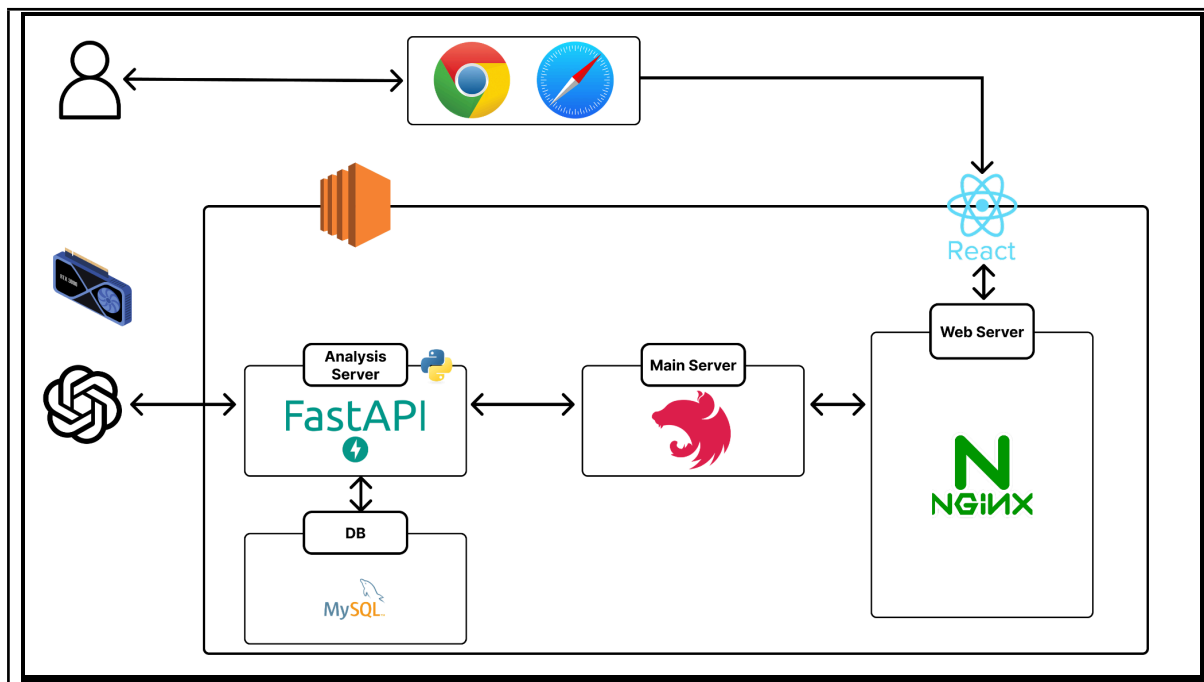 React
Web Server
Analysis
Server
Main Server
FastAPI
NGiNX
DB
MySQL